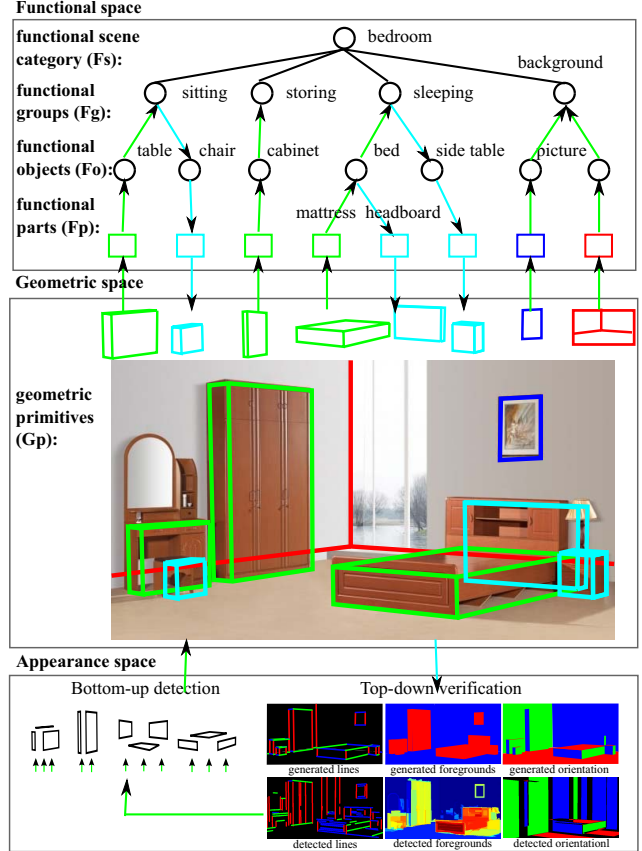 Functional space
functional scene
category (Fs):
bedroom
background
functional
groups (Fg):
sitting
storing
sleeping
functional
objects (Fo):
table
chair
cabinet
bed
side table
picture
functional
parts (Fp):
mattress
headboard
Geometric space
geometric
primitives
(Gp):
Appearance space
Bottom-up detection
Top-down verification
generated lines
generated foregrounds
generated orientation
detected lines
detected foregrounds
detected orientationl